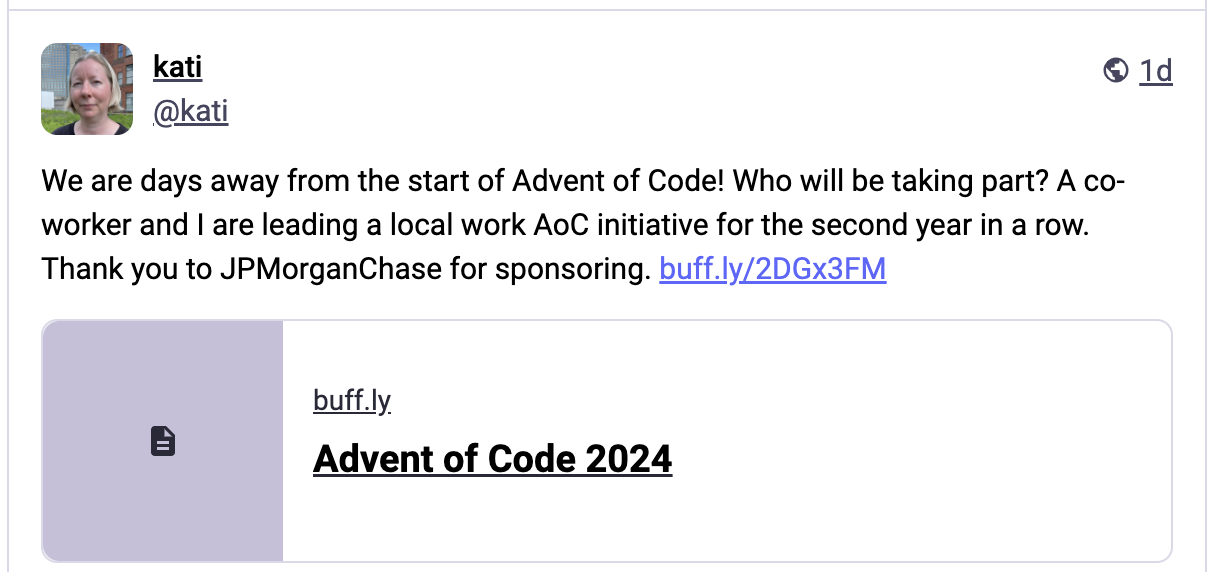 kati
1d
@kati
We are days away from the start of Advent of Code! Who will be taking part? A co-
worker and I are leading a local work AoC initiative for the second year in a row.
Thank you to JPMorganChase for sponsoring. buff.ly/2DGx3FM
buff.ly
Advent of Code 2024